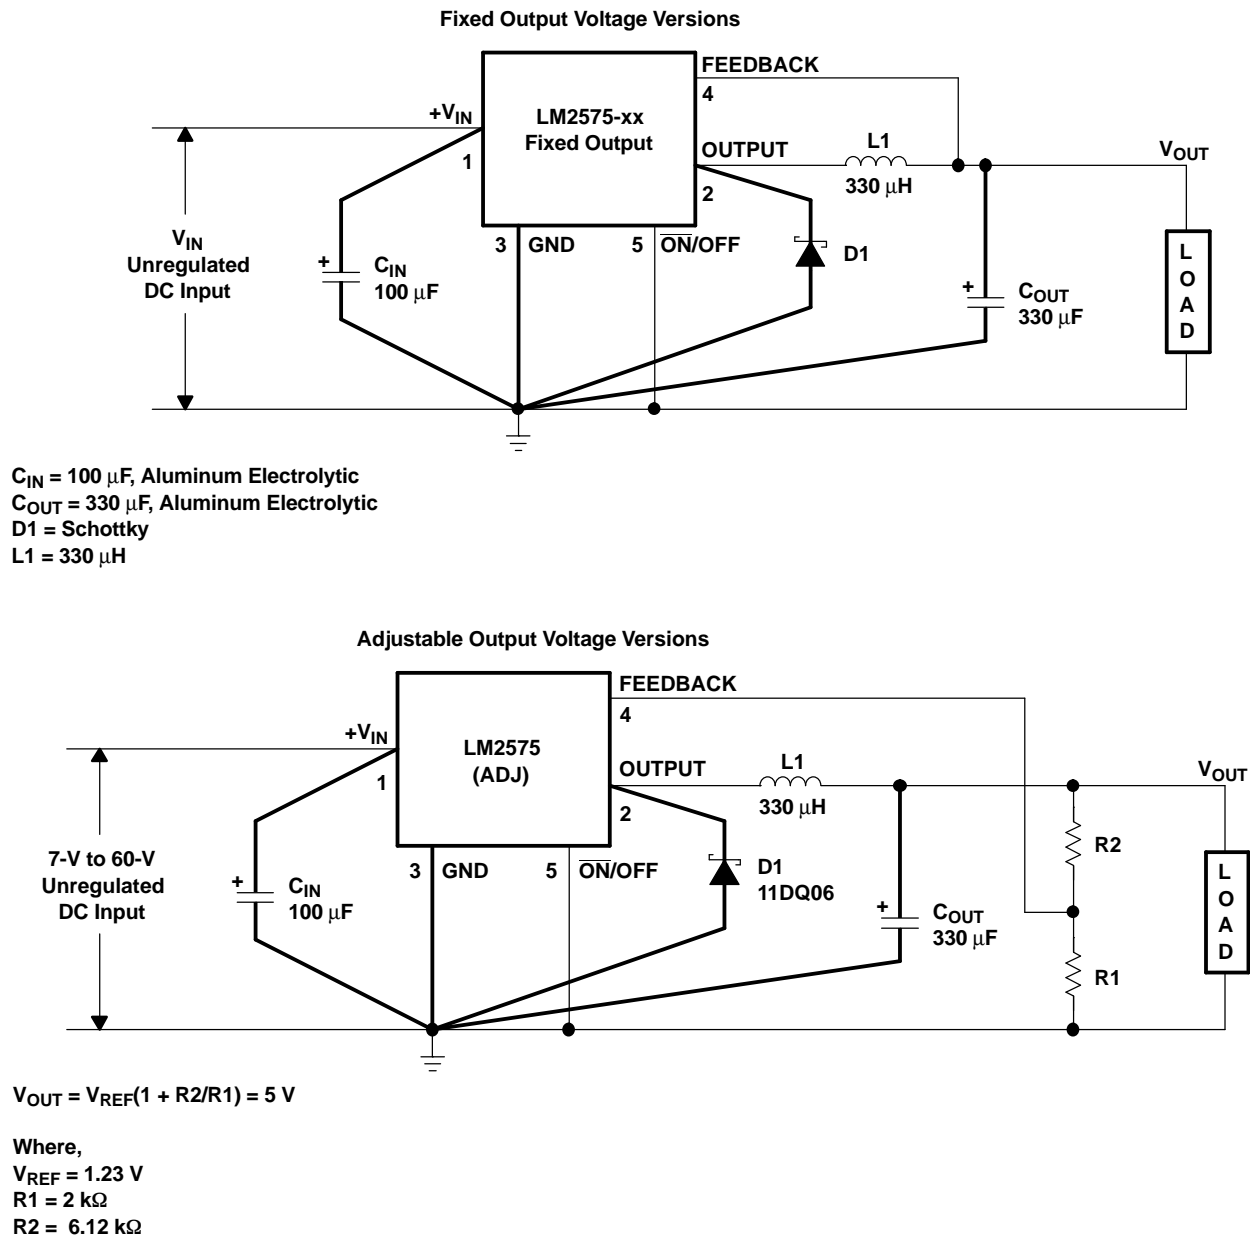 Fixed Output Voltage Versions
FEEDBACK
4
+VIN
1
LM2575-xx
Fixed Output
OUTPUT
2
L1
330 μH
VOUT
3 GND
5 ON/OFF
VIN
Unregulated
DC Input
+
CIN
100 μF
D1
+
COUT
330 μF
LOAD
CIN = 100 μF, Aluminum Electrolytic
COUT = 330 μF, Aluminum Electrolytic
D1 = Schottky
L1 = 330 μH
Adjustable Output Voltage Versions
FEEDBACK
4
+VIN
1
LM2575
(ADJ)
OUTPUT
2
L1
330 μH
VOUT
3 GND
5 ON/OFF
7-V to 60-V
Unregulated
DC Input
+
CIN
100 μF
D1
11DQ06
+
COUT
330 μF
R2
R1
LOAD
VOUT = VREF(1 + R2/R1) = 5 V
Where,
VREF = 1.23 V
R1 = 2 kΩ
R2 = 6.12 kΩ